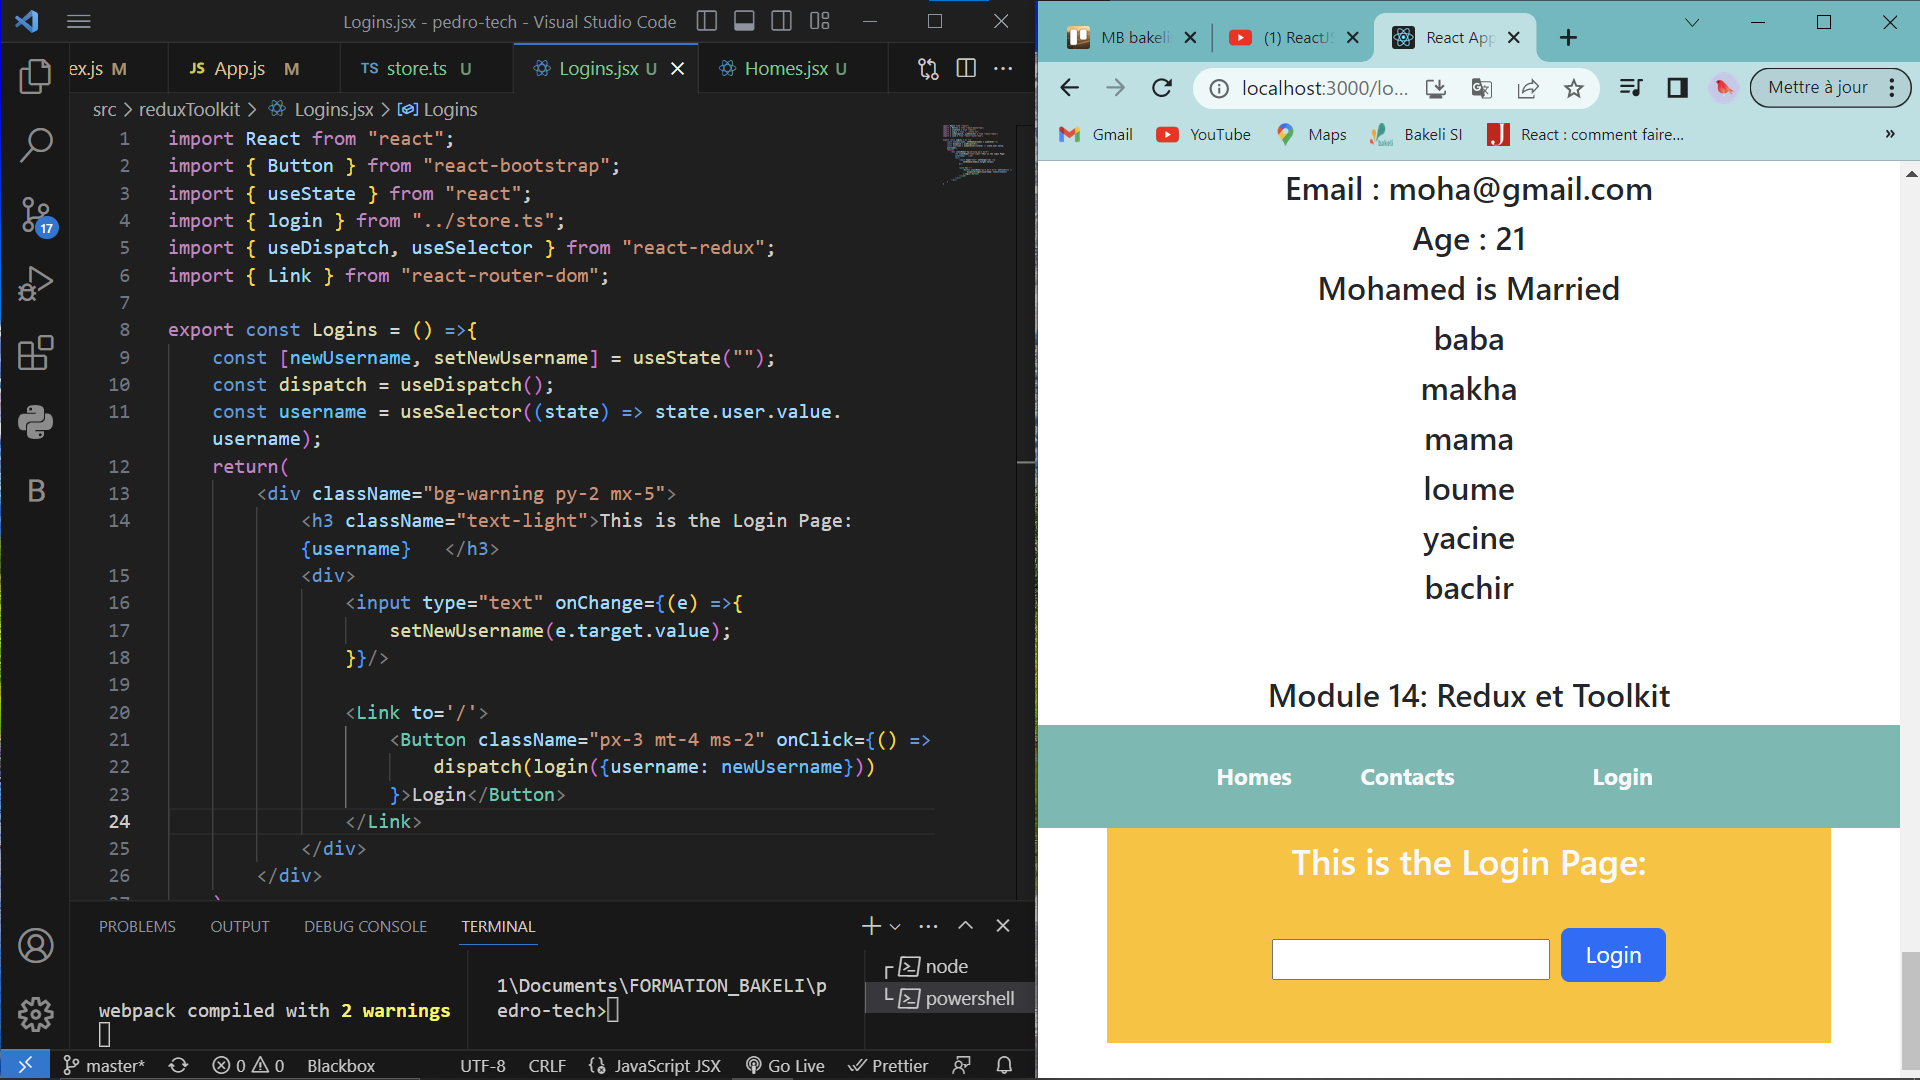 Logins.jsx - pedro-tech - Visual Studio Code
ex.js M
JS App.js M
TS store.ts U
Logins.jsx U
Homes.jsx U
src > reduxToolkit > Logins.jsx > Logins
1 import React from "react";
2 import { Button } from "react-bootstrap";
3 import { useState } from "react";
4 import { login } from "../store.ts";
5 import { useDispatch, useSelector } from "react-redux";
6 import { Link } from "react-router-dom";
7
8 export const Logins = () =>{
9 const [newUsername, setNewUsername] = useState("");
10 const dispatch = useDispatch();
11 const username = useSelector((state) => state.user.value.
username);
12 return(
13 <div className="bg-warning py-2 mx-5">
14 <h3 className="text-light">This is the Login Page:
{username} </h3>
15 <div>
16 <input type="text" onChange={(e) =>{
17 setNewUsername(e.target.value);
18 }}/>
19
20 <Link to='/'>
21 <Button className="px-3 mt-4 ms-2" onClick={() =>
22 dispatch(login({username: newUsername}))
23 }>Login</Button>
24 </Link>
25 </div>
26 </div>
17
B
PROBLEMS OUTPUT DEBUG CONSOLE TERMINAL
webpack compiled with 2 warnings
1\Documents\FORMATION_BAKELI\p
edro-tech>
node
powershell
master* 0 0 Blackbox UTF-8 CRLF JavaScript JSX Go Live Prettier
MB bakeli
(1) ReactJS
React App
localhost:3000/lo...
Mettre à jour
Gmail YouTube Maps Bakeli SI React : comment faire... »
Email : moha@gmail.com
Age : 21
Mohamed is Married
baba
makha
mama
loume
yacine
bachir
Module 14: Redux et Toolkit
Homes Contacts Login
This is the Login Page:
Login